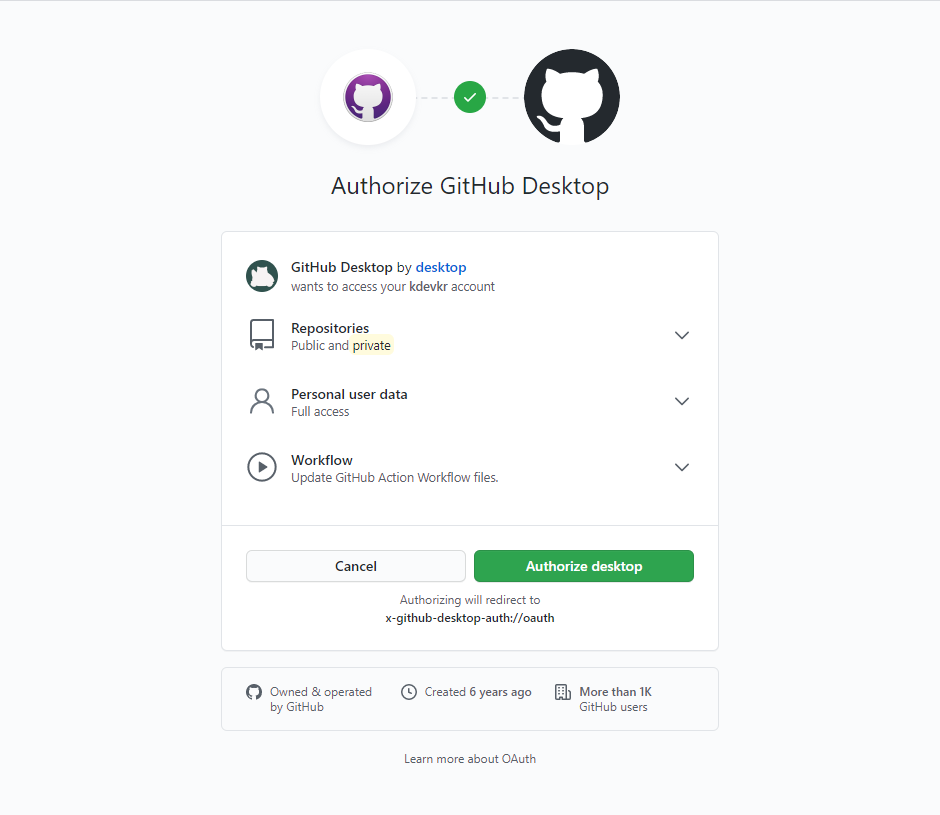 Authorize GitHub Desktop
GitHub Desktop by desktop
wants to access your kdevkr account
Repositories
Public and private
Personal user data
Full access
Workflow
Update GitHub Action Workflow files.
Cancel
Authorize desktop
Authorizing will redirect to
x-github-desktop-auth://oauth
Owned & operated
by GitHub
Created 6 years ago
More than 1K
GitHub users
Learn more about OAuth